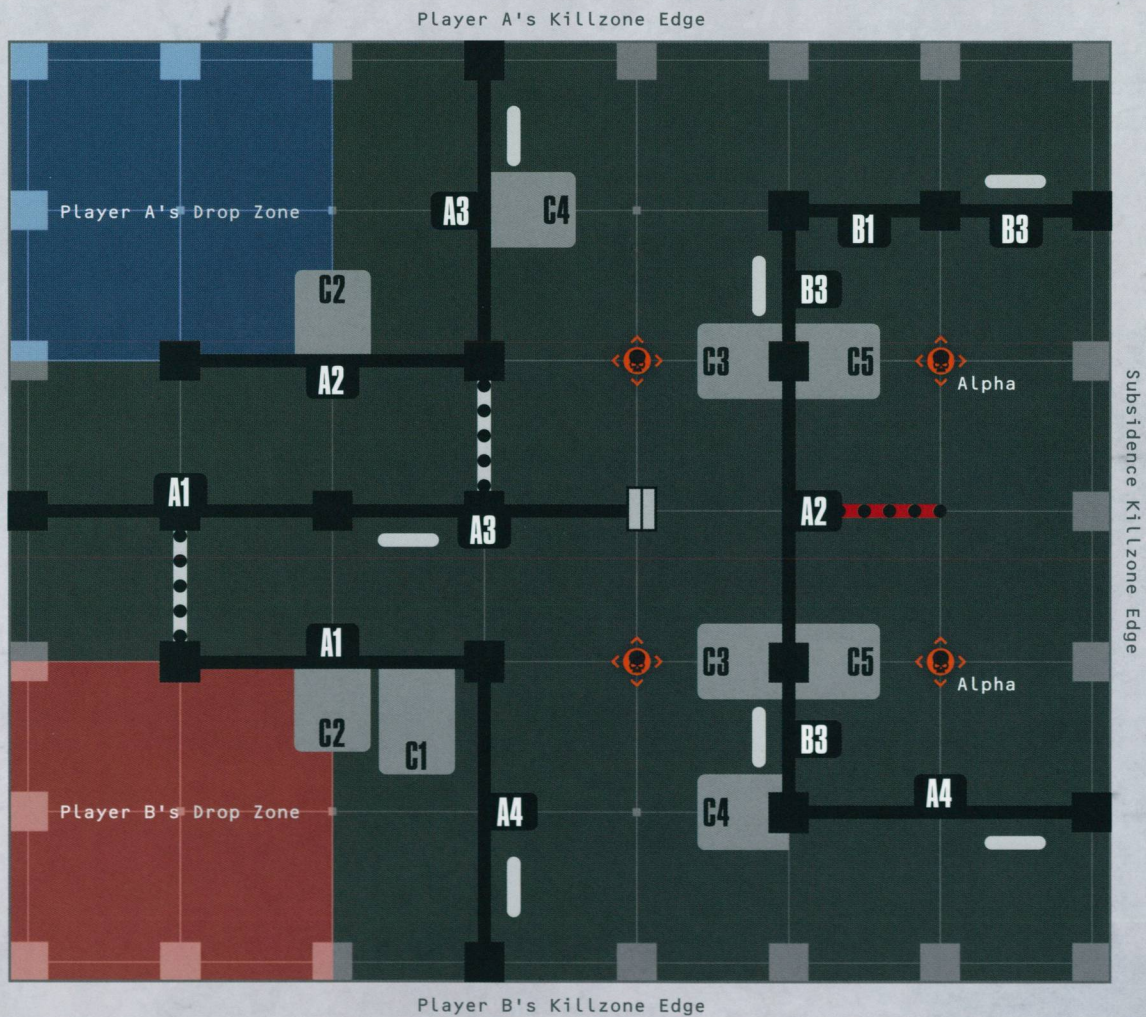 Player A's Killzone Edge
A3
C4
Player A's Drop Zone
B1
B3
C2
B3
A2
C3
C5
Alpha
Subsidence Killzone Edge
A1
A3
A2
A1
C3
C5
Alpha
C2
C1
B3
Player B's Drop Zone
A4
C4
A4
Player B's Killzone Edge